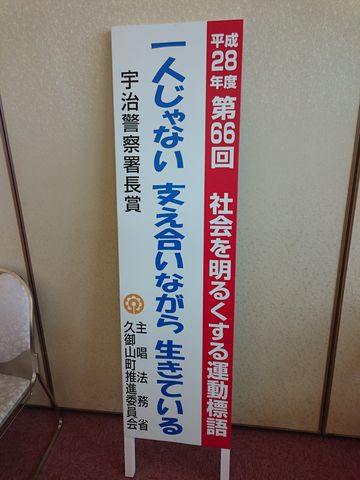 平成28年度 第66回 社会を明るくする運動標語
一人じゃない 支え合いながら 生きている
宇治警察署長賞
主唱 法務省
久御山町推進委員会